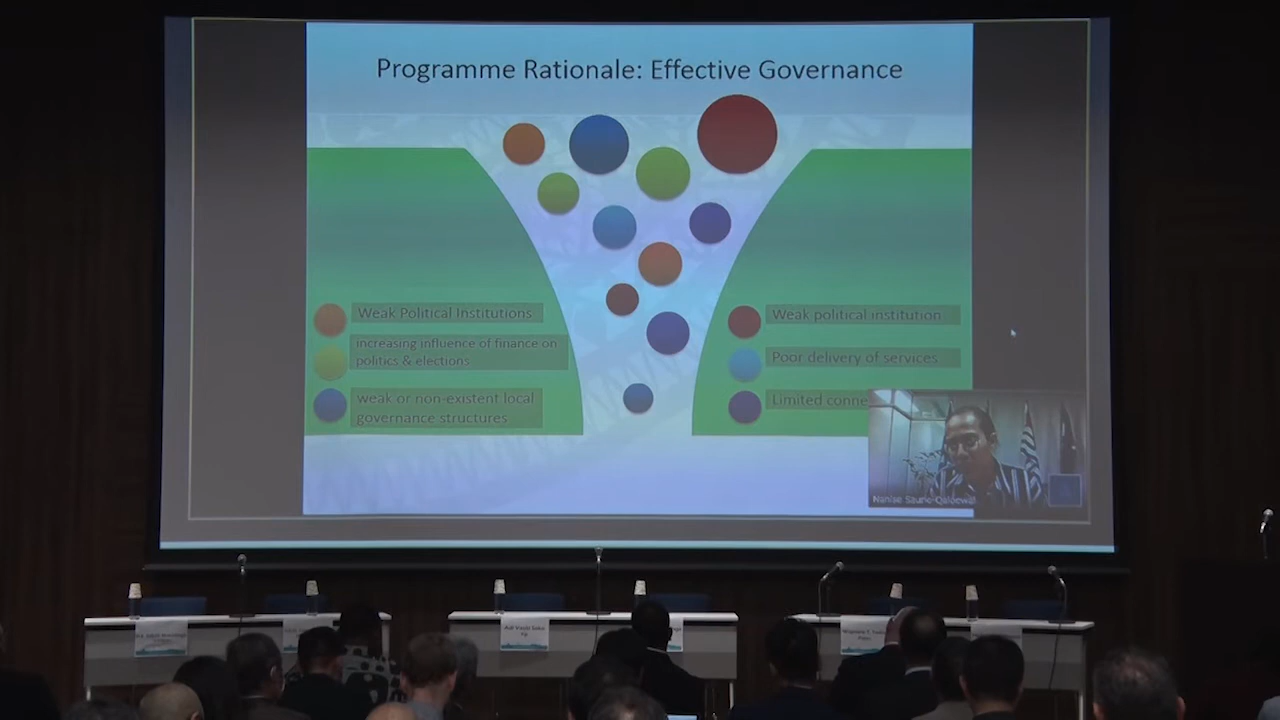 Programme Rationale: Effective Governance
Weak Political Institutions
increasing influence of finance on
politics & elections
weak or non-existent local
governance structures
Weak political institution
Poor delivery of services
Limited conne